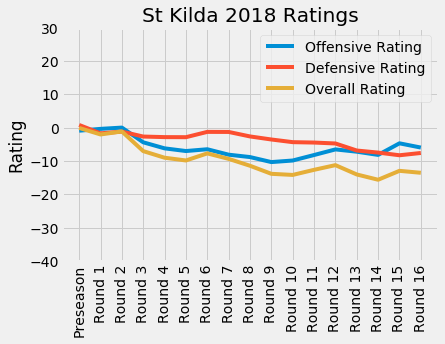 St Kilda 2018 Ratings
Offensive Rating
Defensive Rating
Overall Rating
Rating
30
20
10
0
−10
−20
−30
−40
Preseason
Round 1
Round 2
Round 3
Round 4
Round 5
Round 6
Round 7
Round 8
Round 9
Round 10
Round 11
Round 12
Round 13
Round 14
Round 15
Round 16